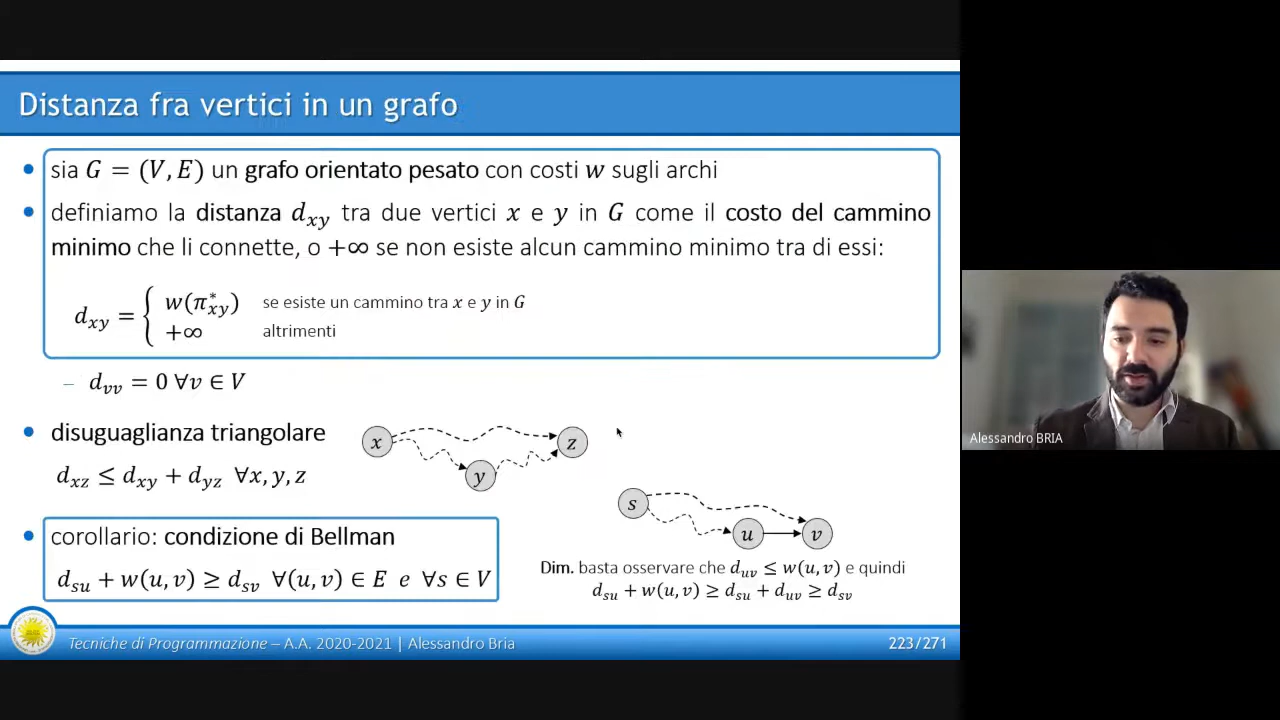 Distanza fra vertici in un grafo
• sia G = (V, E) un grafo orientato pesato con costi w sugli archi
• definiamo la distanza d_xy tra due vertici x e y in G come il costo del cammino
minimo che li connette, o +∞ se non esiste alcun cammino minimo tra di essi:
d_xy = { w(π*_xy) se esiste un cammino tra x e y in G
+∞ altrimenti
– d_vv = 0 ∀v ∈ V
• disuguaglianza triangolare
x z
y
d_xz ≤ d_xy + d_yz ∀x, y, z
s
u v
• corollario: condizione di Bellman
d_su + w(u, v) ≥ d_sv ∀(u, v) ∈ E e ∀s ∈ V
Dim. basta osservare che d_uv ≤ w(u, v) e quindi
d_su + w(u, v) ≥ d_su + d_uv ≥ d_sv
Tecniche di Programmazione – A.A. 2020-2021 | Alessandro Bria
223/271
Alessandro BRIA